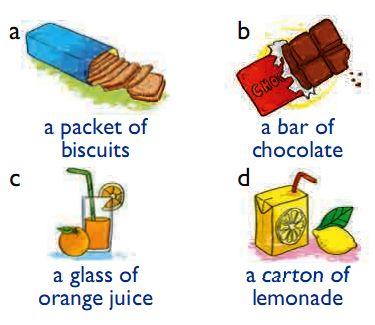 a
b
CHO
a packet of
biscuits
a bar of
chocolate
c
d
a glass of
orange juice
a carton of
lemonade